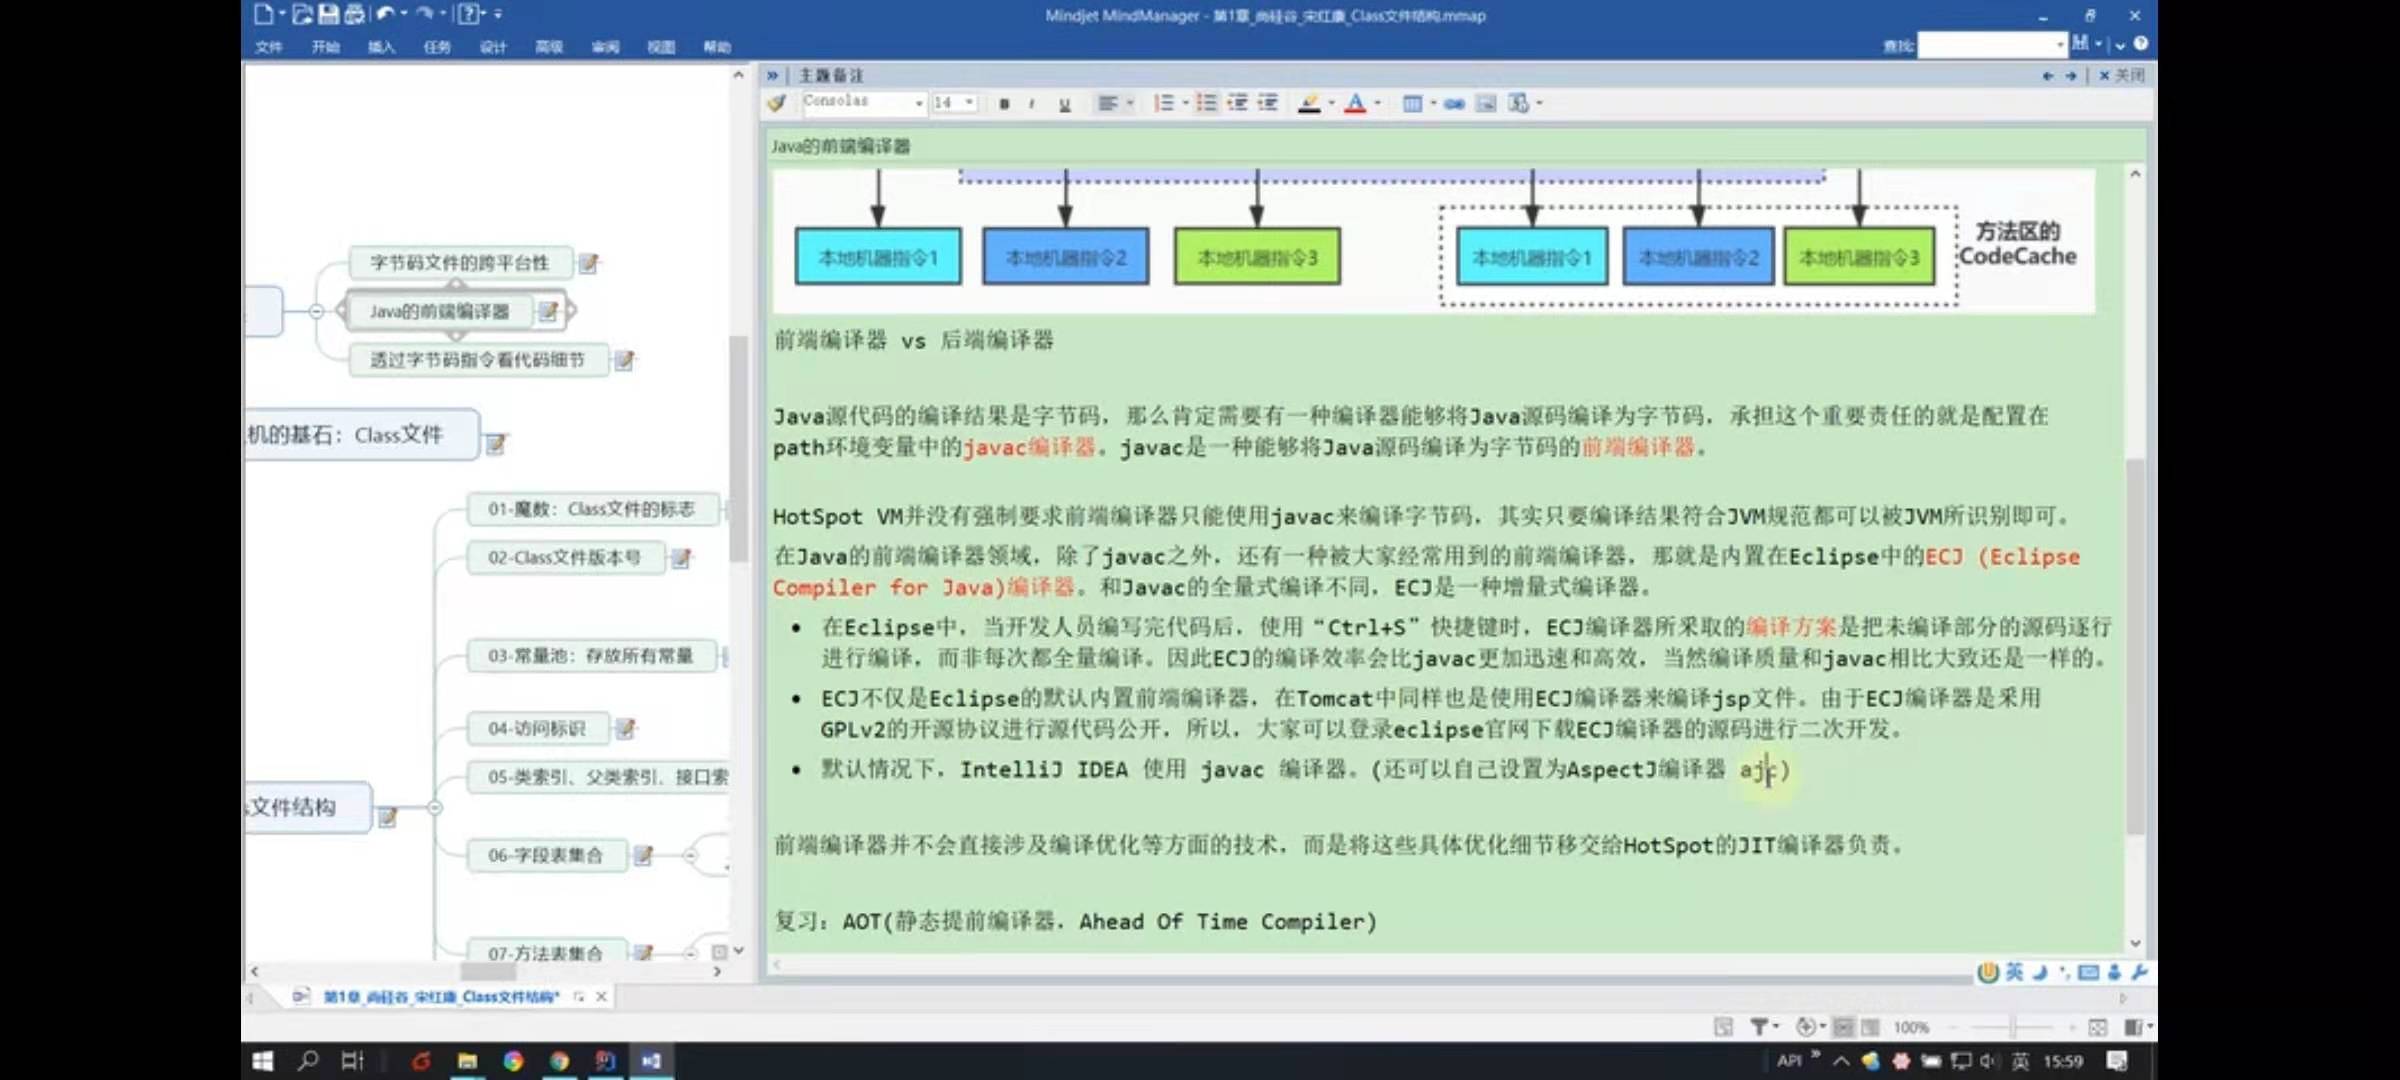 Mindjet MindManager - 第1章_尚硅谷_宋红康_Class文件结构.mmap
文件 开始 插入 任务 设计 高级 审阅 视图 帮助
查找:
主题备注
关闭
Consolas 14
Java的前端编译器
本地机器指令1 本地机器指令2 本地机器指令3 本地机器指令1 本地机器指令2 本地机器指令3
方法区的
CodeCache
字节码文件的跨平台性
Java的前端编译器
透过字节码指令看代码细节
机的基石：Class文件
01-魔数：Class文件的标志
02-Class文件版本号
03-常量池：存放所有常量
04-访问标识
05-类索引、父类索引、接口索
文件结构
06-字段表集合
07-方法表集合
前端编译器 vs 后端编译器
Java源代码的编译结果是字节码，那么肯定需要有一种编译器能够将Java源码编译为字节码，承担这个重要责任的就是配置在
path环境变量中的javac编译器。javac是一种能够将Java源码编译为字节码的前端编译器。
HotSpot VM并没有强制要求前端编译器只能使用javac来编译字节码，其实只要编译结果符合JVM规范都可以被JVM所识别即可。
在Java的前端编译器领域，除了javac之外，还有一种被大家经常用到的前端编译器，那就是内置在Eclipse中的ECJ (Eclipse
Compiler for Java)编译器。和Javac的全量式编译不同，ECJ是一种增量式编译器。
• 在Eclipse中，当开发人员编写完代码后，使用“Ctrl+S”快捷键时，ECJ编译器所采取的编译方案是把未编译部分的源码逐行
进行编译，而非每次都全量编译。因此ECJ的编译效率会比javac更加迅速和高效，当然编译质量和javac相比大致还是一样的。
• ECJ不仅是Eclipse的默认内置前端编译器，在Tomcat中同样也是使用ECJ编译器来编译jsp文件。由于ECJ编译器是采用
GPLv2的开源协议进行源代码公开，所以，大家可以登录eclipse官网下载ECJ编译器的源码进行二次开发。
• 默认情况下，IntelliJ IDEA 使用 javac 编译器。(还可以自己设置为AspectJ编译器 ajc)
前端编译器并不会直接涉及编译优化等方面的技术，而是将这些具体优化细节移交给HotSpot的JIT编译器负责。
复习：AOT(静态提前编译器，Ahead Of Time Compiler)
英
第1章_尚硅谷_宋红康_Class文件结构*
100%
API 英 15:59